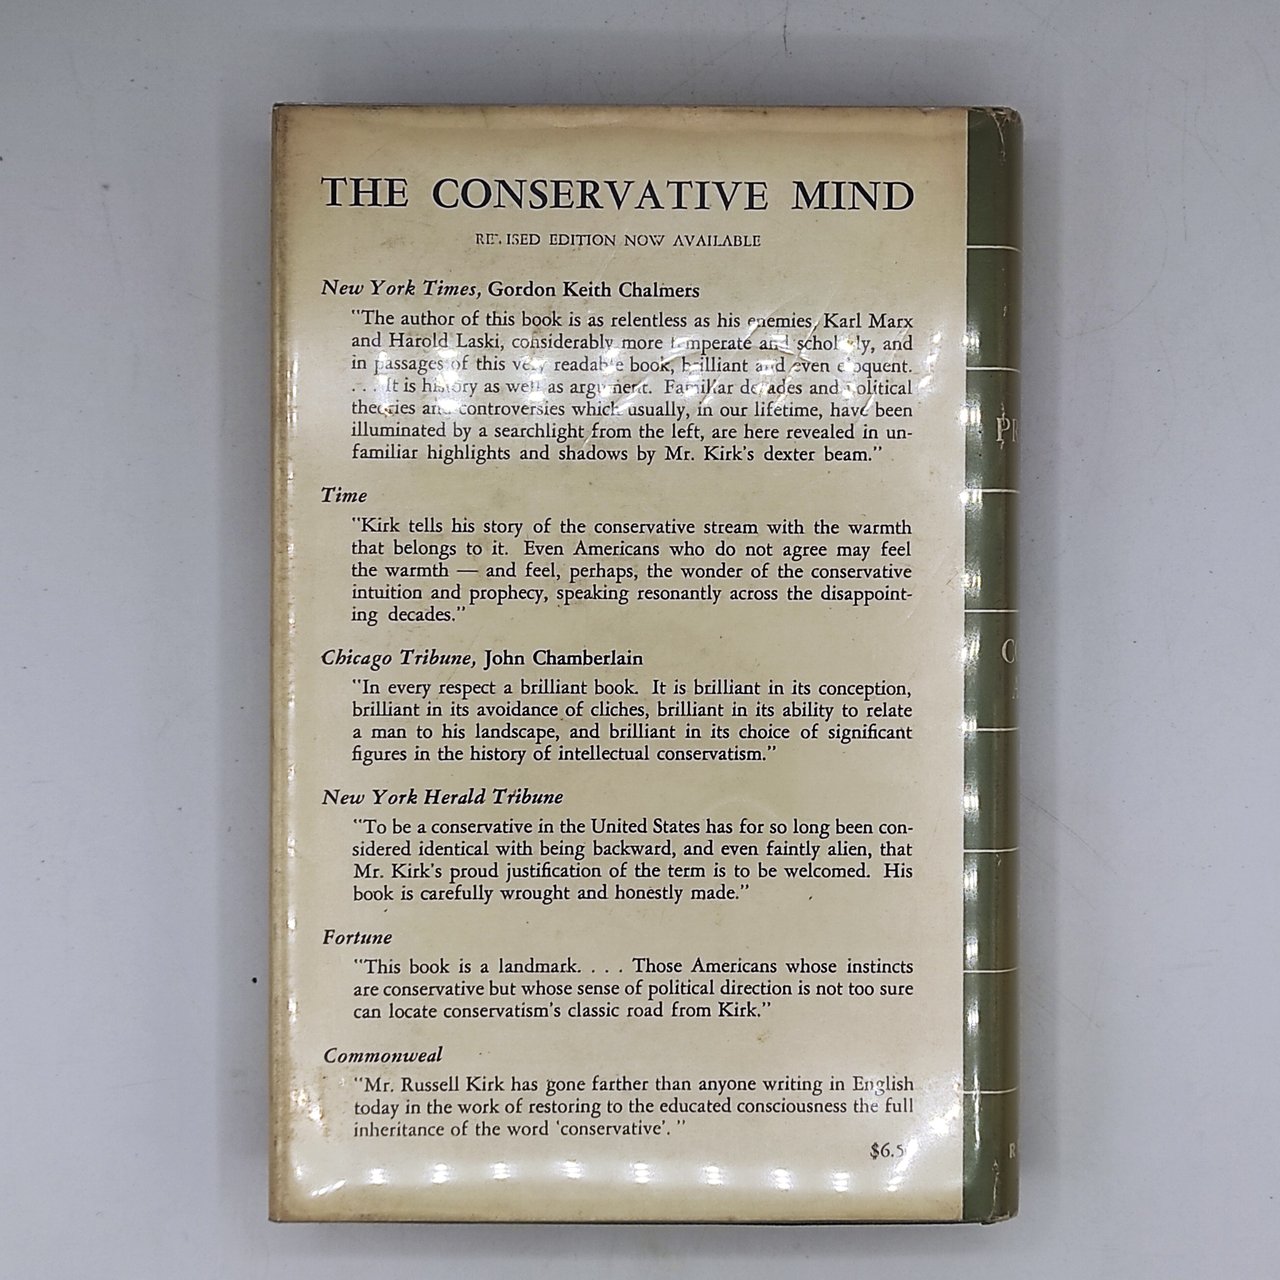 THE CONSERVATIVE MIND
REVISED EDITION NOW AVAILABLE
New York Times, Gordon Keith Chalmers
"The author of this book is as relentless as his enemies, Karl Marx
and Harold Laski, considerably more temperate and scholarly, and
in passages of this very readable book, brilliant and even eloquent.
. . . It is history as well as argument. Familiar decades and political
theories and controversies which usually, in our lifetime, have been
illuminated by a searchlight from the left, are here revealed in un-
familiar highlights and shadows by Mr. Kirk's dexter beam."
Time
"Kirk tells his story of the conservative stream with the warmth
that belongs to it. Even Americans who do not agree may feel
the warmth — and feel, perhaps, the wonder of the conservative
intuition and prophecy, speaking resonantly across the disappoint-
ing decades."
Chicago Tribune, John Chamberlain
"In every respect a brilliant book. It is brilliant in its conception,
brilliant in its avoidance of cliches, brilliant in its ability to relate
a man to his landscape, and brilliant in its choice of significant
figures in the history of intellectual conservatism."
New York Herald Tribune
"To be a conservative in the United States has for so long been con-
sidered identical with being backward, and even faintly alien, that
Mr. Kirk's proud justification of the term is to be welcomed. His
book is carefully wrought and honestly made."
Fortune
"This book is a landmark. . . . Those Americans whose instincts
are conservative but whose sense of political direction is not too sure
can locate conservatism's classic road from Kirk."
Commonweal
"Mr. Russell Kirk has gone farther than anyone writing in English
today in the work of restoring to the educated consciousness the full
inheritance of the word 'conservative'. "